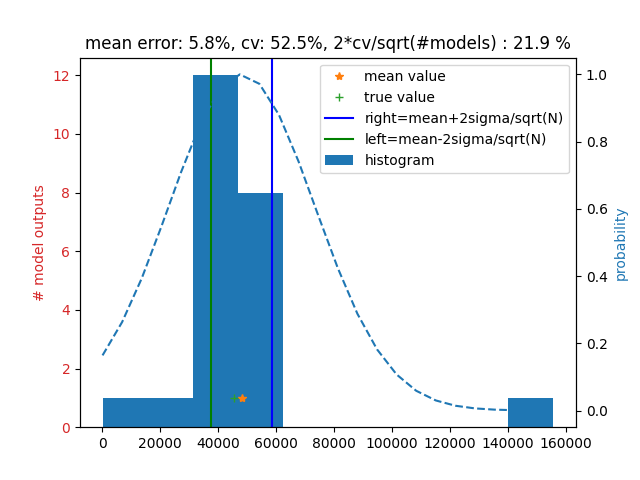 mean error: 5.8%, cv: 52.5%, 2*cv/sqrt(#models) : 21.9 %
mean value
true value
right=mean+2sigma/sqrt(N)
left=mean-2sigma/sqrt(N)
histogram
# model outputs
12
10
8
6
4
2
0
1.0
0.8
0.6
0.4
0.2
0.0
probability
0 20000 40000 60000 80000 100000 120000 140000 160000